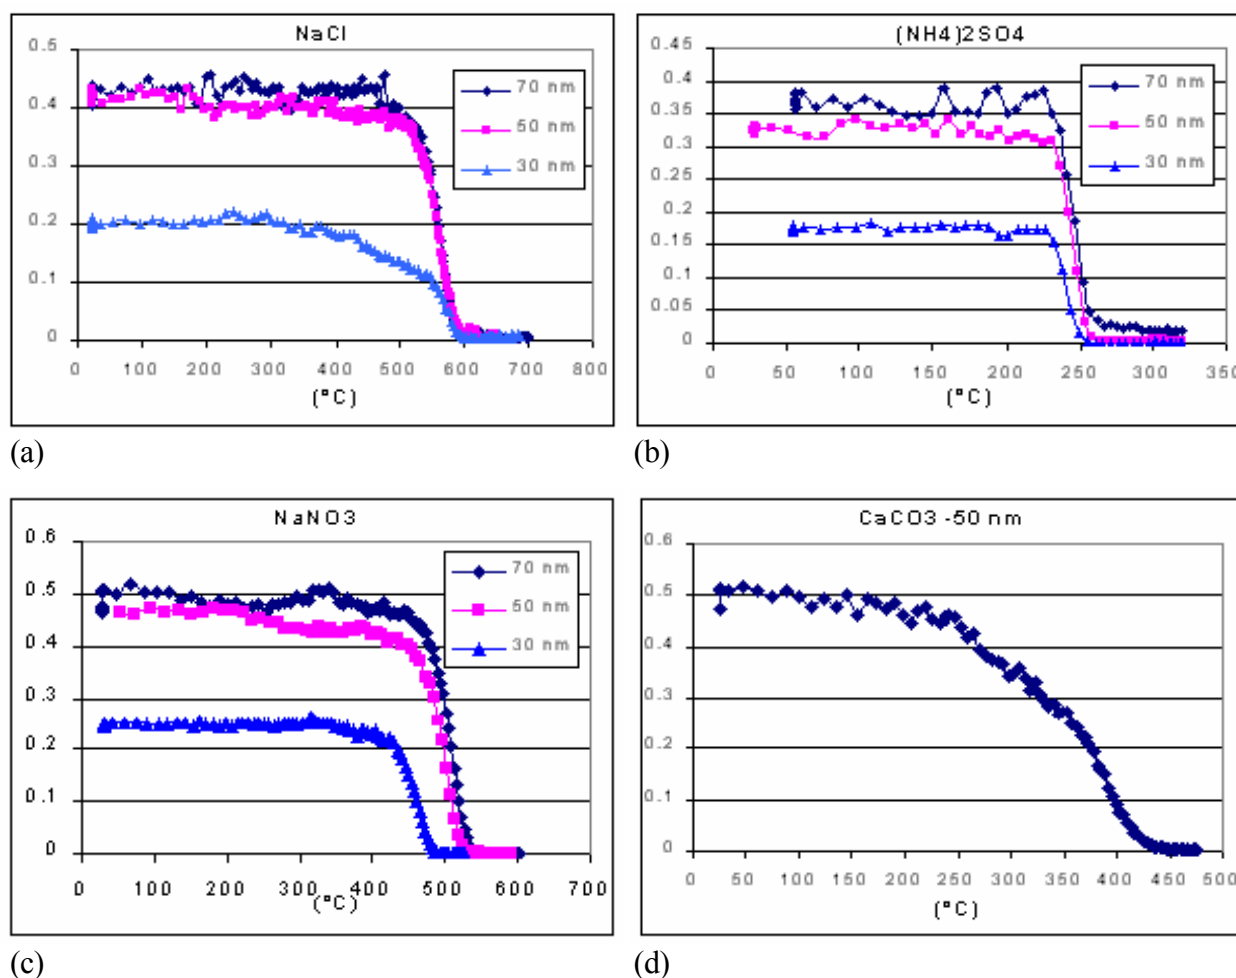 NaCl
0.5
0.4
0.3
0.2
0.1
0
70 nm
50 nm
30 nm
0 100 200 300 400 500 600 700 800
(°C)
(a)
(NH4)2SO4
0.45
0.4
0.35
0.3
0.25
0.2
0.15
0.1
0.05
0
70 nm
50 nm
30 nm
0 50 100 150 200 250 300 350
(°C)
(b)
NaNO3
0.6
0.5
0.4
0.3
0.2
0.1
0
70 nm
50 nm
30 nm
0 100 200 300 400 500 600 700
(°C)
(c)
CaCO3 -50 nm
0.6
0.5
0.4
0.3
0.2
0.1
0
0 50 100 150 200 250 300 350 400 450 500
(°C)
(d)